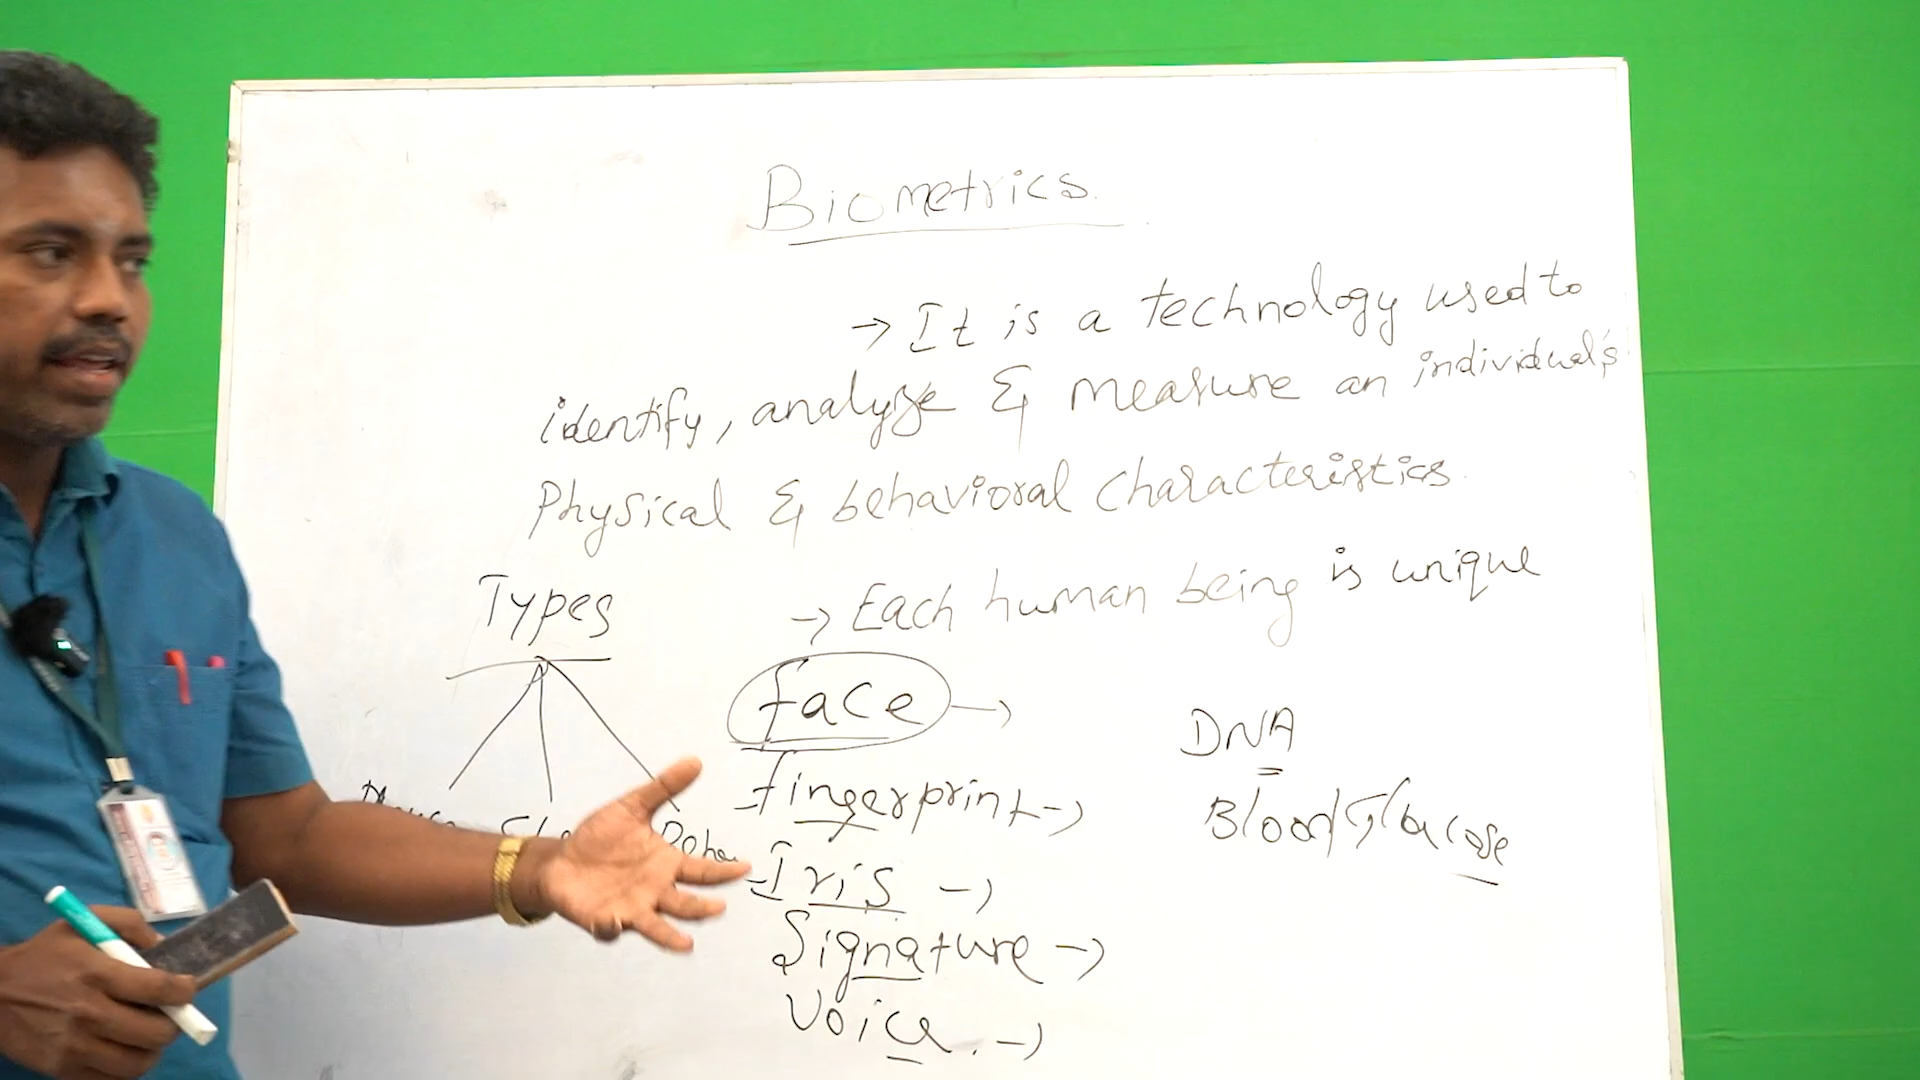 Biometrics.
→ It is a technology used to
identify, analyze & measure an individual's
Physical & behavioral characteristics.
Types
→ Each human being is unique
face →
fingerprint →
Iris →
Signature →
Voice. →
DNA
Blood Glucose